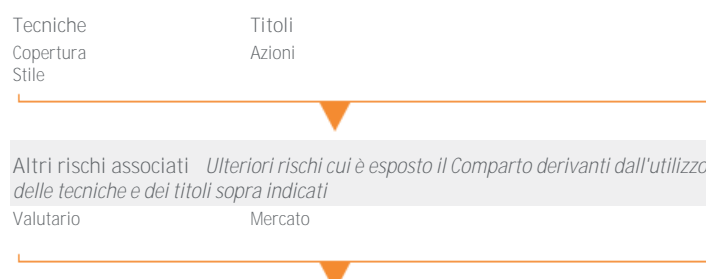 Tecniche Titoli
Copertura Azioni
Stile
Altri rischi associati Ulteriori rischi cui è esposto il Comparto derivanti dall'utilizzo
delle tecniche e dei titoli sopra indicati
Valutario Mercato